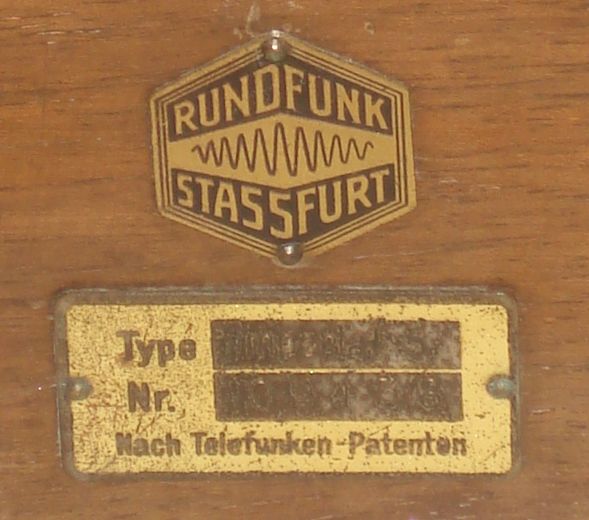 RUNDFUNK
STASSFURT
Type
Nr.
Nach Telefunken-Patenten